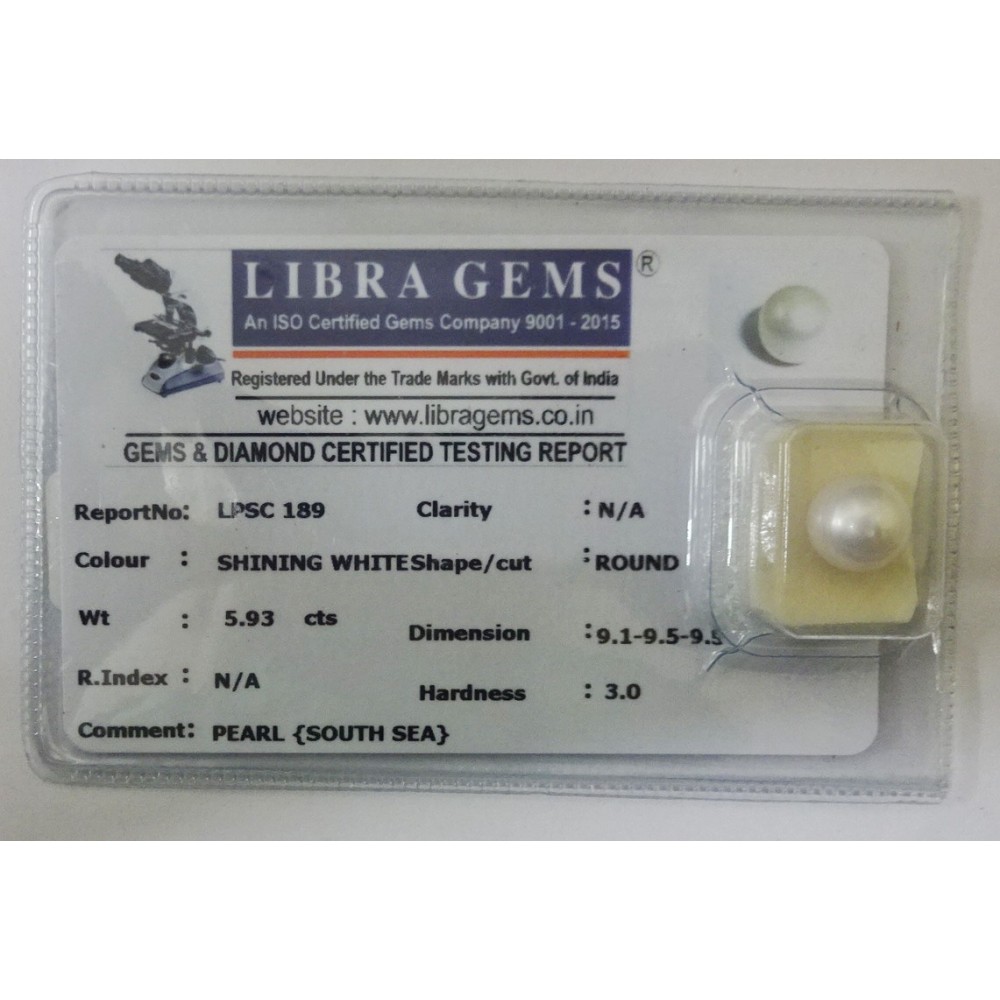 LIBRA GEMS ®
An ISO Certified Gems Company 9001 - 2015
Registered Under the Trade Marks with Govt. of India
website : www.libragems.co.in
GEMS & DIAMOND CERTIFIED TESTING REPORT
ReportNo: LPSC 189 Clarity : N/A
Colour : SHINING WHITE Shape/cut : ROUND
Wt : 5.93 cts Dimension : 9.1-9.5-9.5
R.Index : N/A Hardness : 3.0
Comment: PEARL {SOUTH SEA}